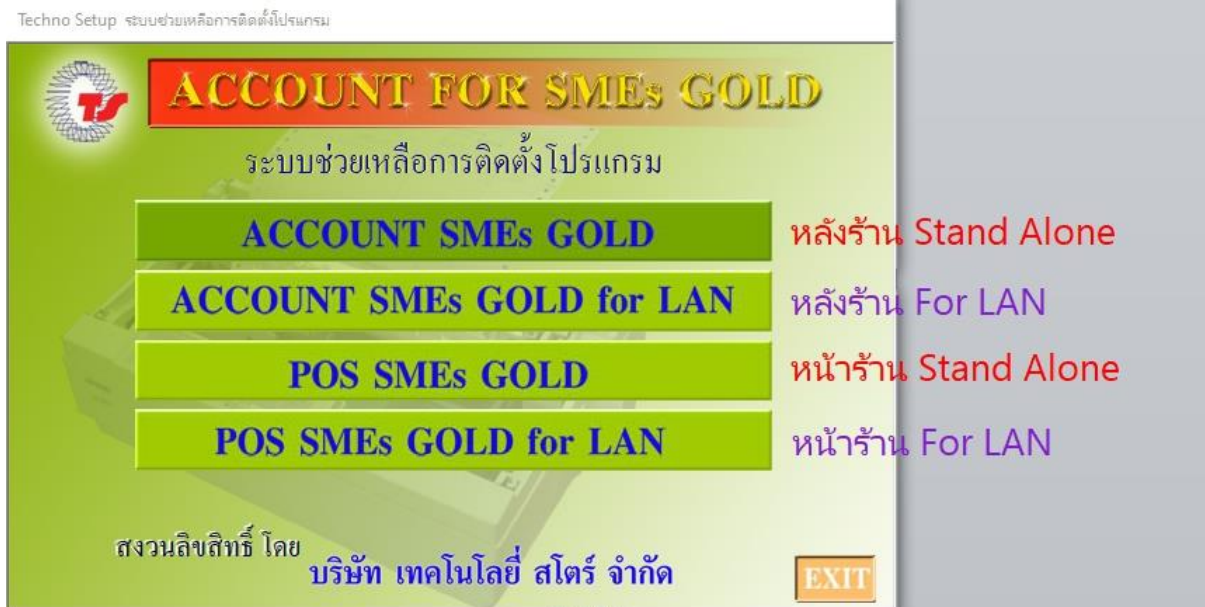 Techno Setup ระบบช่วยเหลือการติดตั้งโปรแกรม
TS
ACCOUNT FOR SMEs GOLD
ระบบช่วยเหลือการติดตั้งโปรแกรม
ACCOUNT SMEs GOLD หลังร้าน Stand Alone
ACCOUNT SMEs GOLD for LAN หลังร้าน For LAN
POS SMEs GOLD หน้าร้าน Stand Alone
POS SMEs GOLD for LAN หน้าร้าน For LAN
สงวนลิขสิทธิ์ โดย
บริษัท เทคโนโลยี่ สโตร์ จำกัด
EXIT